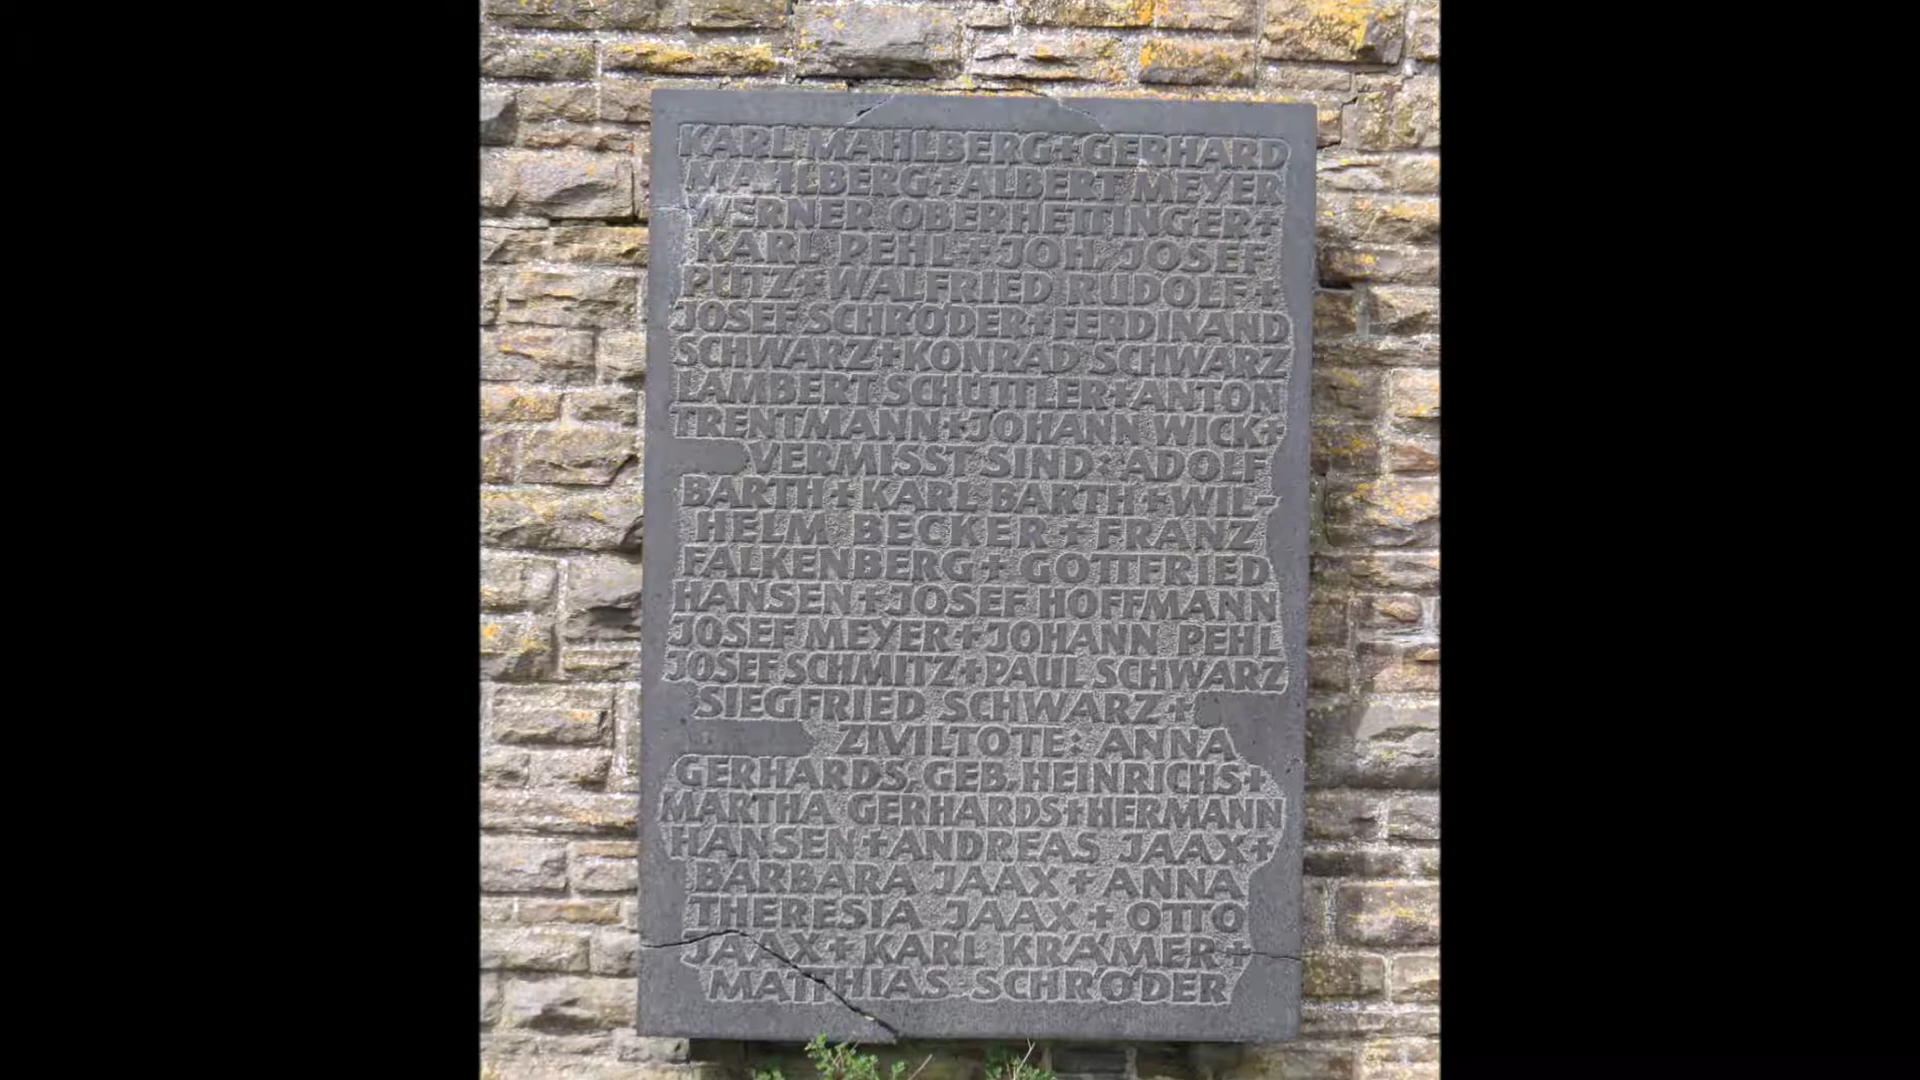 KARL MAHLBERG+GERHARD
MAHLBERG+ALBERT MEYER
WERNER OBERHETTINGER+
KARL PEHL+JOH. JOSEF
PÜTZ+WALFRIED RUDOLF+
JOSEF SCHRÖDER+FERDINAND
SCHWARZ+KONRAD SCHWARZ
LAMBERT SCHÜTTLER+ANTON
TRENTMANN+JOHANN WICK+
VERMISST SIND: ADOLF
BARTH+KARL BARTH+WIL-
HELM BECKER+FRANZ
FALKENBERG+GOTTFRIED
HANSEN+JOSEF HOFFMANN
JOSEF MEYER+JOHANN PEHL
JOSEF SCHMITZ+PAUL SCHWARZ
SIEGFRIED SCHWARZ+
ZIVILTOTE: ANNA
GERHARDS, GEB. HEINRICHS+
MARTHA GERHARDS+HERMANN
HANSEN+ANDREAS JAAX+
BARBARA JAAX+ANNA
THERESIA JAAX+OTTO
JAAX+KARL KRÄMER+
MATTHIAS SCHRÖDER